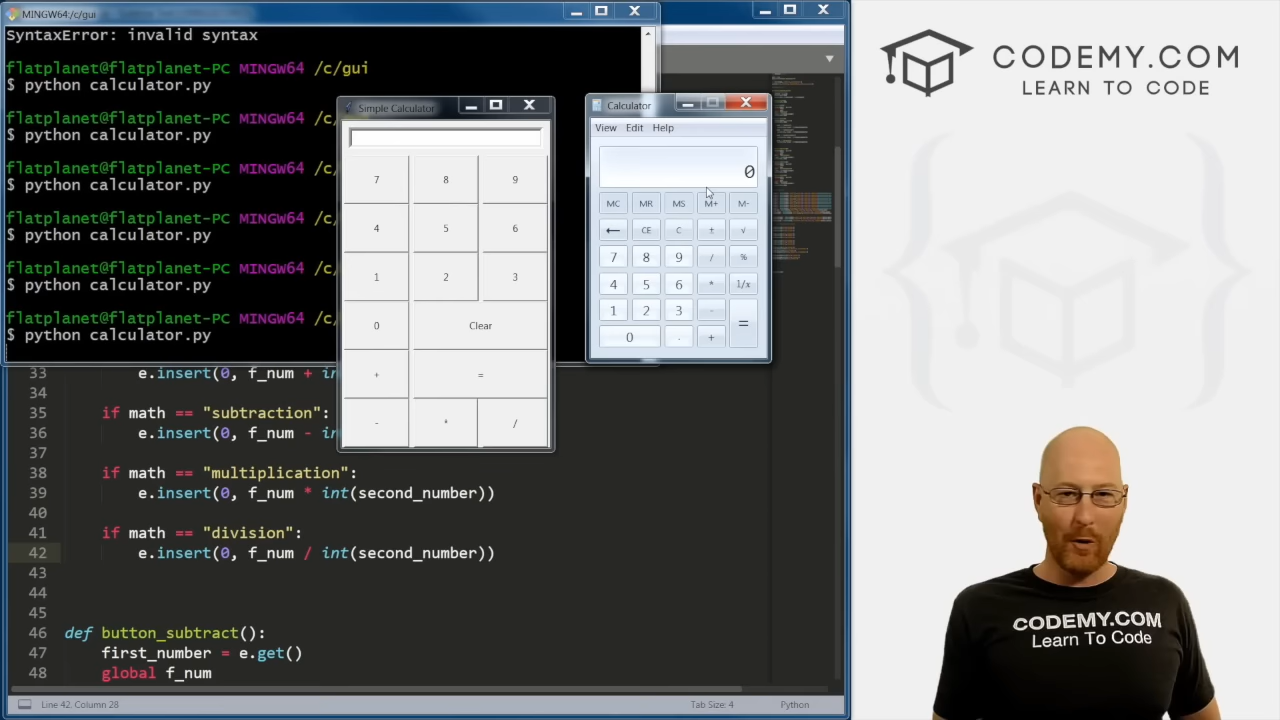 MINGW64:/c/gui
SyntaxError: invalid syntax
flatplanet@flatplanet-PC MINGW64 /c/gui
$ python calculator.py
flatplanet@flatplanet-PC MINGW64 /c/
$ python calculator.py
flatplanet@flatplanet-PC MINGW64 /c/
$ python calculator.py
flatplanet@flatplanet-PC MINGW64 /c/
$ python calculator.py
flatplanet@flatplanet-PC MINGW64 /c/
$ python calculator.py
flatplanet@flatplanet-PC MINGW64 /c/
$ python calculator.py
Simple Calculator
8
1 2
0 Clear
+ =
- * /
Calculator
View Edit Help
0
MC MR MS M+ M-
CE C
7 8 9 %
4 5 6 * 1/x
1 2 3 - =
0 . +
33 e.insert(0, f_num + in
34
35 if math == "subtraction":
36 e.insert(0, f_num - in
37
38 if math == "multiplication":
39 e.insert(0, f_num * int(second_number))
40
41 if math == "division":
42 e.insert(0, f_num / int(second_number))
43
44
45
46 def button_subtract():
47 first_number = e.get()
48 global f_num
Line 42, Column 28
Tab Size: 4
Python
CODEMY.COM
LEARN TO CODE
CODEMY.COM
Learn To Code